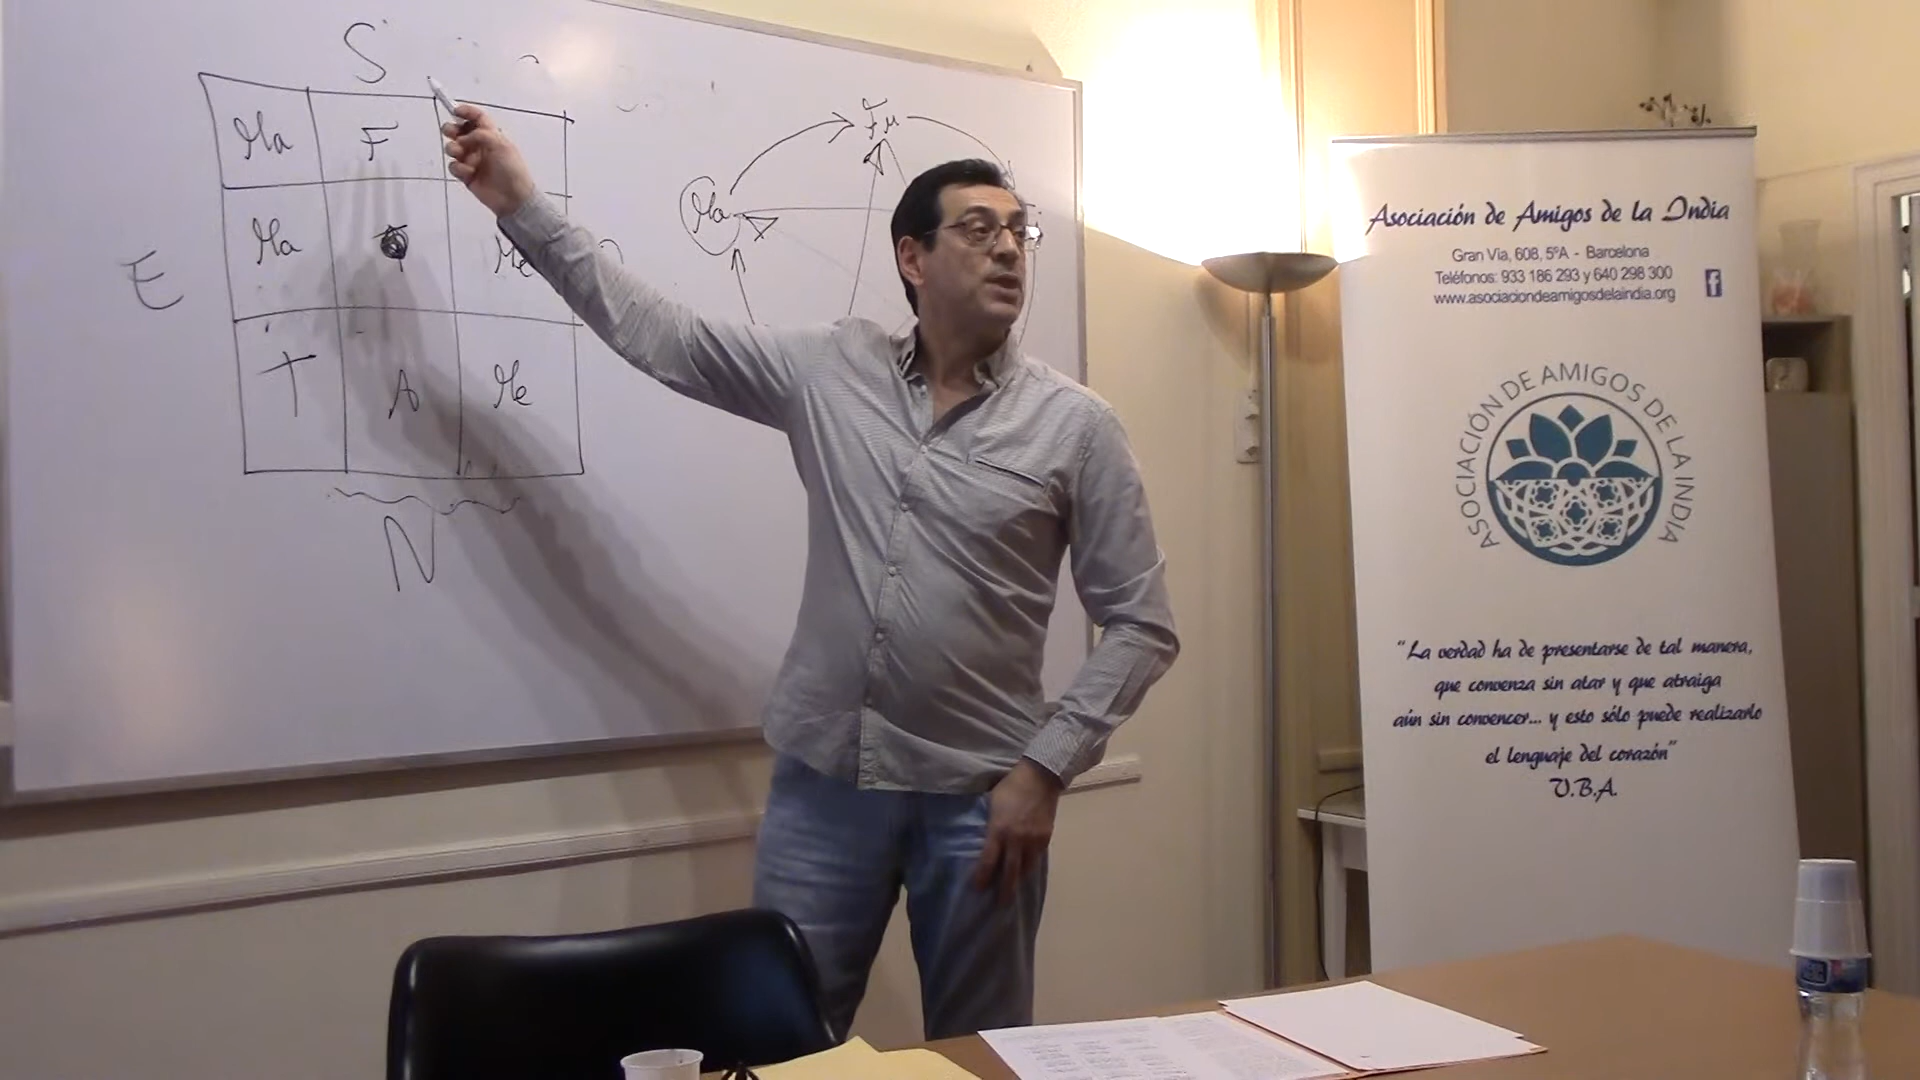 S
Ma F
E Ma T Me
T A Me
N
Fu
Ma
Asociación de Amigos de la India
Gran Via, 608, 5ºA - Barcelona
Teléfonos: 933 186 293 y 640 298 300
www.asociaciondeamigosdelaindia.org
f
ASOCIACIÓN DE AMIGOS DE LA INDIA
"La verdad ha de presentarse de tal manera,
que convenza sin atar y que atraiga
aún sin convencer... y esto sólo puede realizarlo
el lenguaje del corazón"
V.B.A.